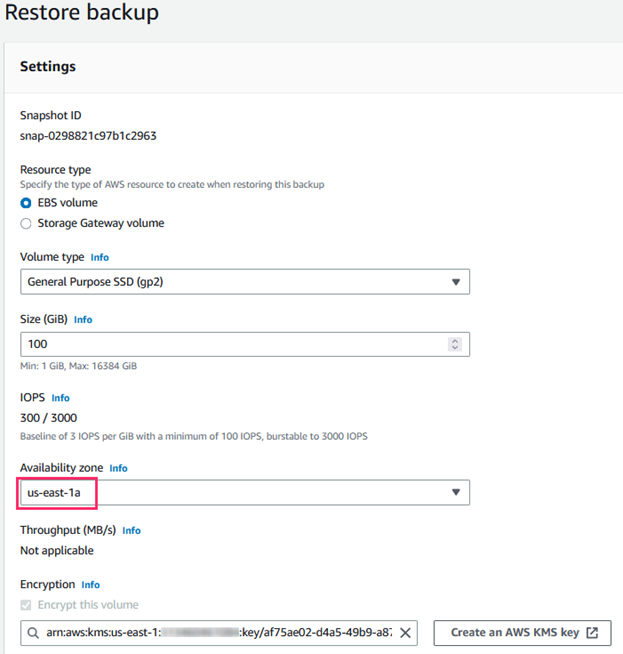 Restore backup
Settings
Snapshot ID
snap-0298821c97b1c2963
Resource type
Specify the type of AWS resource to create when restoring this backup
EBS volume
Storage Gateway volume
Volume type Info
General Purpose SSD (gp2)
Size (GiB) Info
100
Min: 1 GiB, Max: 16384 GiB
IOPS Info
300 / 3000
Baseline of 3 IOPS per GiB with a minimum of 100 IOPS, burstable to 3000 IOPS
Availability zone Info
us-east-1a
Throughput (MB/s) Info
Not applicable
Encryption Info
Encrypt this volume
arn:aws:kms:us-east-1: :key/af75ae02-d4a5-49b9-a87 Create an AWS KMS key